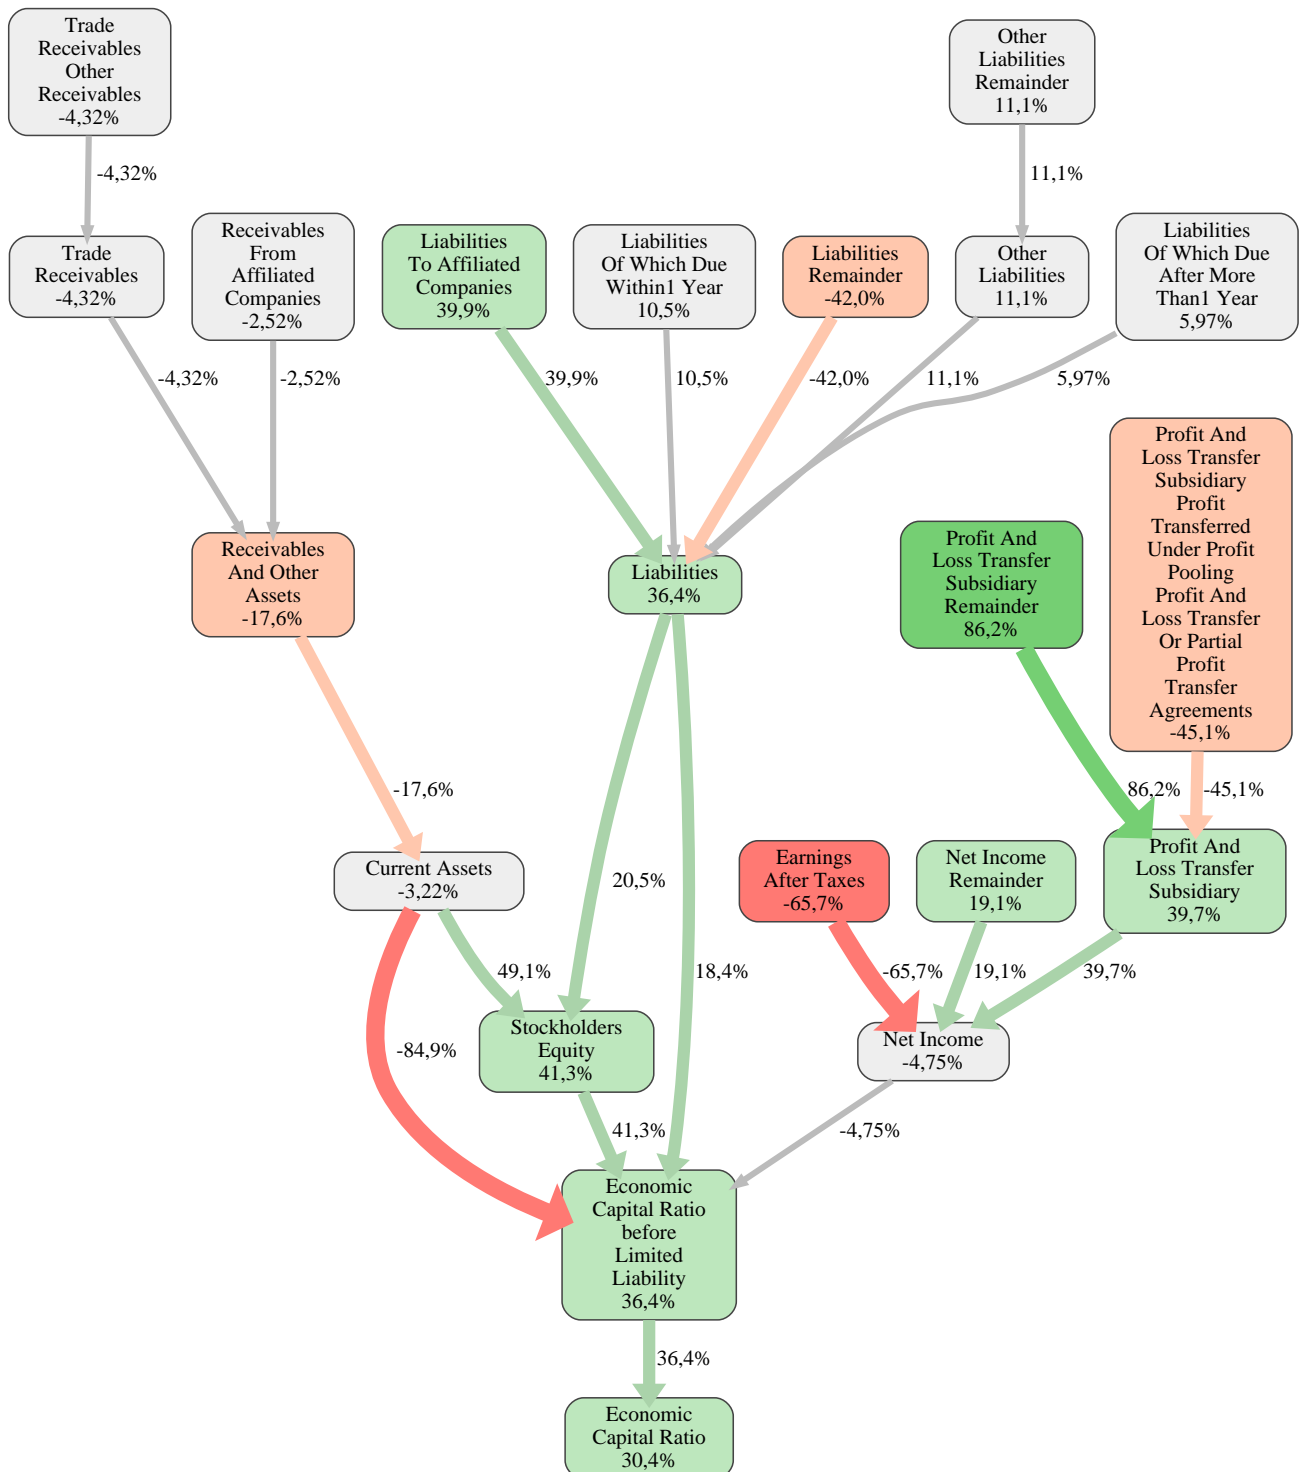 Trade
Receivables
Other
Receivables
-4,32%
Other
Liabilities
Remainder
11,1%
-4,32%
11,1%
Trade
Receivables
-4,32%
Receivables
From
Affiliated
Companies
-2,52%
Liabilities
To Affiliated
Companies
39,9%
Liabilities
Of Which Due
Within1 Year
10,5%
Liabilities
Remainder
-42,0%
Other
Liabilities
11,1%
Liabilities
Of Which Due
After More
Than1 Year
5,97%
-4,32%
-2,52%
39,9%
10,5%
-42,0%
11,1%
5,97%
Receivables
And Other
Assets
-17,6%
Liabilities
36,4%
Profit And
Loss Transfer
Subsidiary
Remainder
86,2%
Profit And
Loss Transfer
Subsidiary
Profit
Transferred
Under Profit
Pooling
Profit And
Loss Transfer
Or Partial
Profit
Transfer
Agreements
-45,1%
-17,6%
86,2%
-45,1%
Current Assets
-3,22%
20,5%
Earnings
After Taxes
-65,7%
Net Income
Remainder
19,1%
Profit And
Loss Transfer
Subsidiary
39,7%
49,1%
18,4%
-65,7%
19,1%
39,7%
-84,9%
Stockholders
Equity
41,3%
Net Income
-4,75%
41,3%
-4,75%
Economic
Capital Ratio
before
Limited
Liability
36,4%
36,4%
Economic
Capital Ratio
30,4%